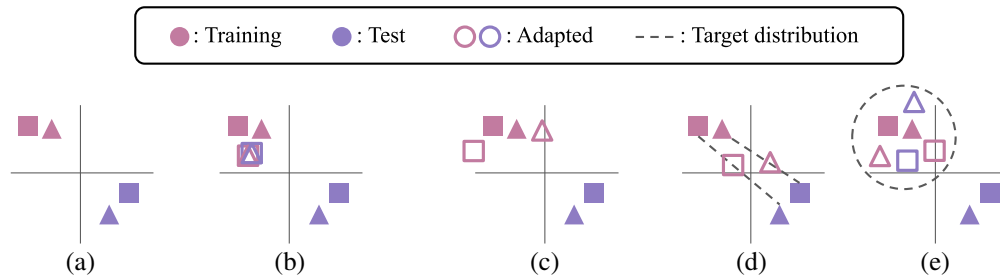 : Training : Test : Adapted : Target distribution
(a) (b) (c) (d) (e)